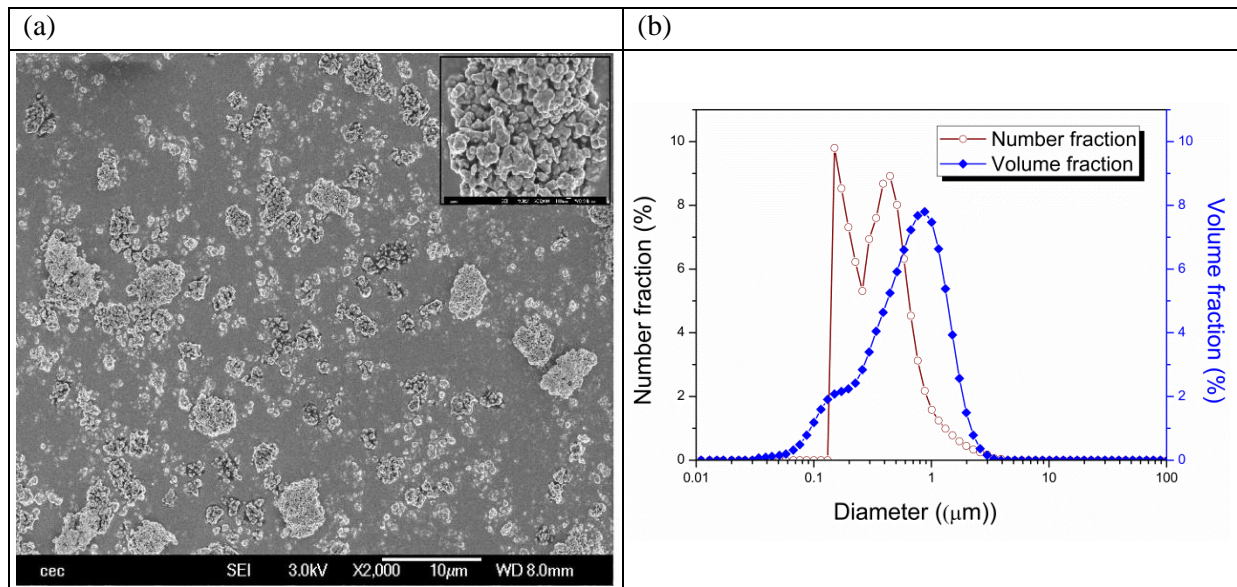 (a)
(b)
cec SEI 3.0kV X2,000 10μm WD 8.0mm
Number fraction
Volume fraction
Number fraction (%)
Volume fraction (%)
10
8
6
4
2
0
10
8
6
4
2
0
0.01 0.1 1 10 100
Diameter ((μm))